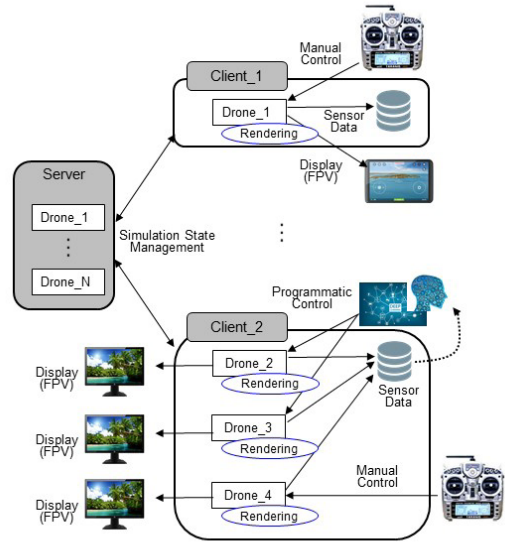 Manual
Control
Client_1
Drone_1
Rendering
Sensor
Data
Display
(FPV)
Server
Drone_1
Drone_N
Simulation State
Management
Programmatic
Control
Client_2
Drone_2
Rendering
Display
(FPV)
Sensor
Data
Drone_3
Rendering
Display
(FPV)
Manual
Control
Drone_4
Rendering
Display
(FPV)